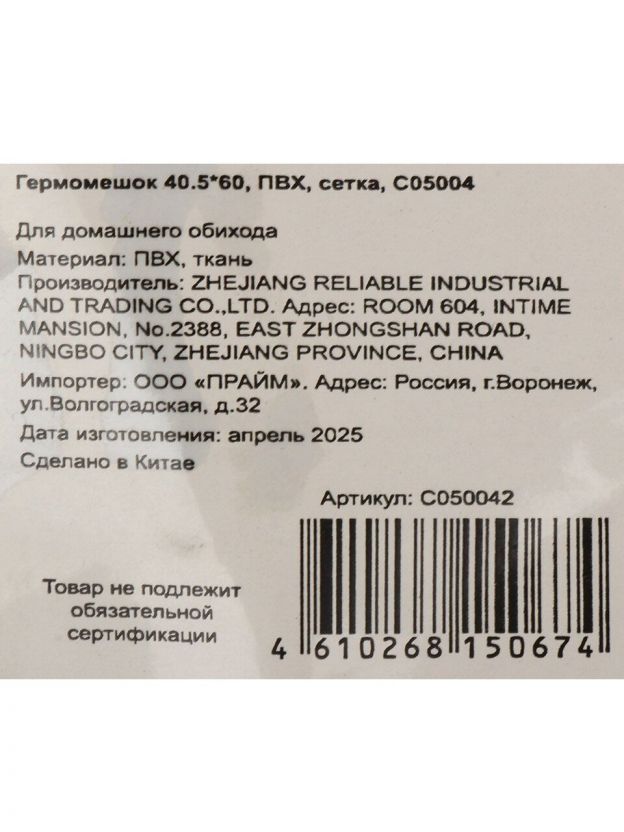 Гермомешок 40.5*60, ПВХ, сетка, С05004
Для домашнего обихода
Материал: ПВХ, ткань
Производитель: ZHEJIANG RELIABLE INDUSTRIAL
AND TRADING CO.,LTD. Адрес: ROOM 604, INTIME
MANSION, No.2388, EAST ZHONGSHAN ROAD,
NINGBO CITY, ZHEJIANG PROVINCE, CHINA
Импортер: ООО «ПРАЙМ». Адрес: Россия, г.Воронеж,
ул.Волгоградская, д.32
Дата изготовления: апрель 2025
Сделано в Китае
Артикул: С050042
Товар не подлежит
обязательной
сертификации
4 610268 150674